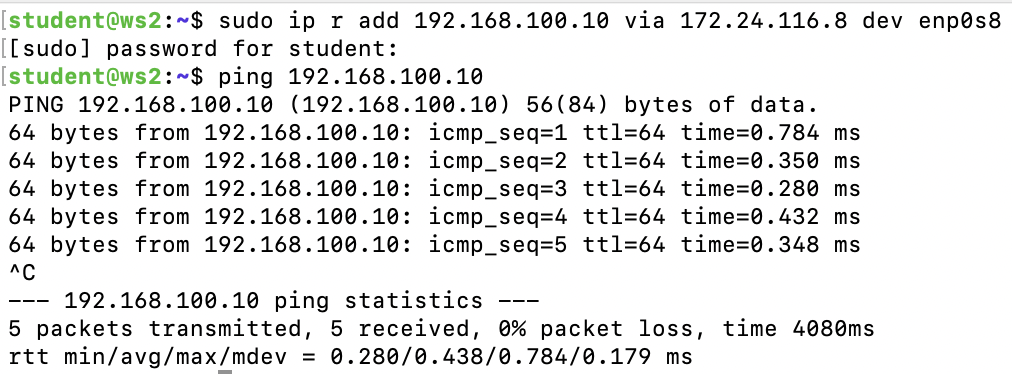 [student@ws2:~$ sudo ip r add 192.168.100.10 via 172.24.116.8 dev enp0s8
[[sudo] password for student:
[student@ws2:~$ ping 192.168.100.10
PING 192.168.100.10 (192.168.100.10) 56(84) bytes of data.
64 bytes from 192.168.100.10: icmp_seq=1 ttl=64 time=0.784 ms
64 bytes from 192.168.100.10: icmp_seq=2 ttl=64 time=0.350 ms
64 bytes from 192.168.100.10: icmp_seq=3 ttl=64 time=0.280 ms
64 bytes from 192.168.100.10: icmp_seq=4 ttl=64 time=0.432 ms
64 bytes from 192.168.100.10: icmp_seq=5 ttl=64 time=0.348 ms
^C
--- 192.168.100.10 ping statistics ---
5 packets transmitted, 5 received, 0% packet loss, time 4080ms
rtt min/avg/max/mdev = 0.280/0.438/0.784/0.179 ms